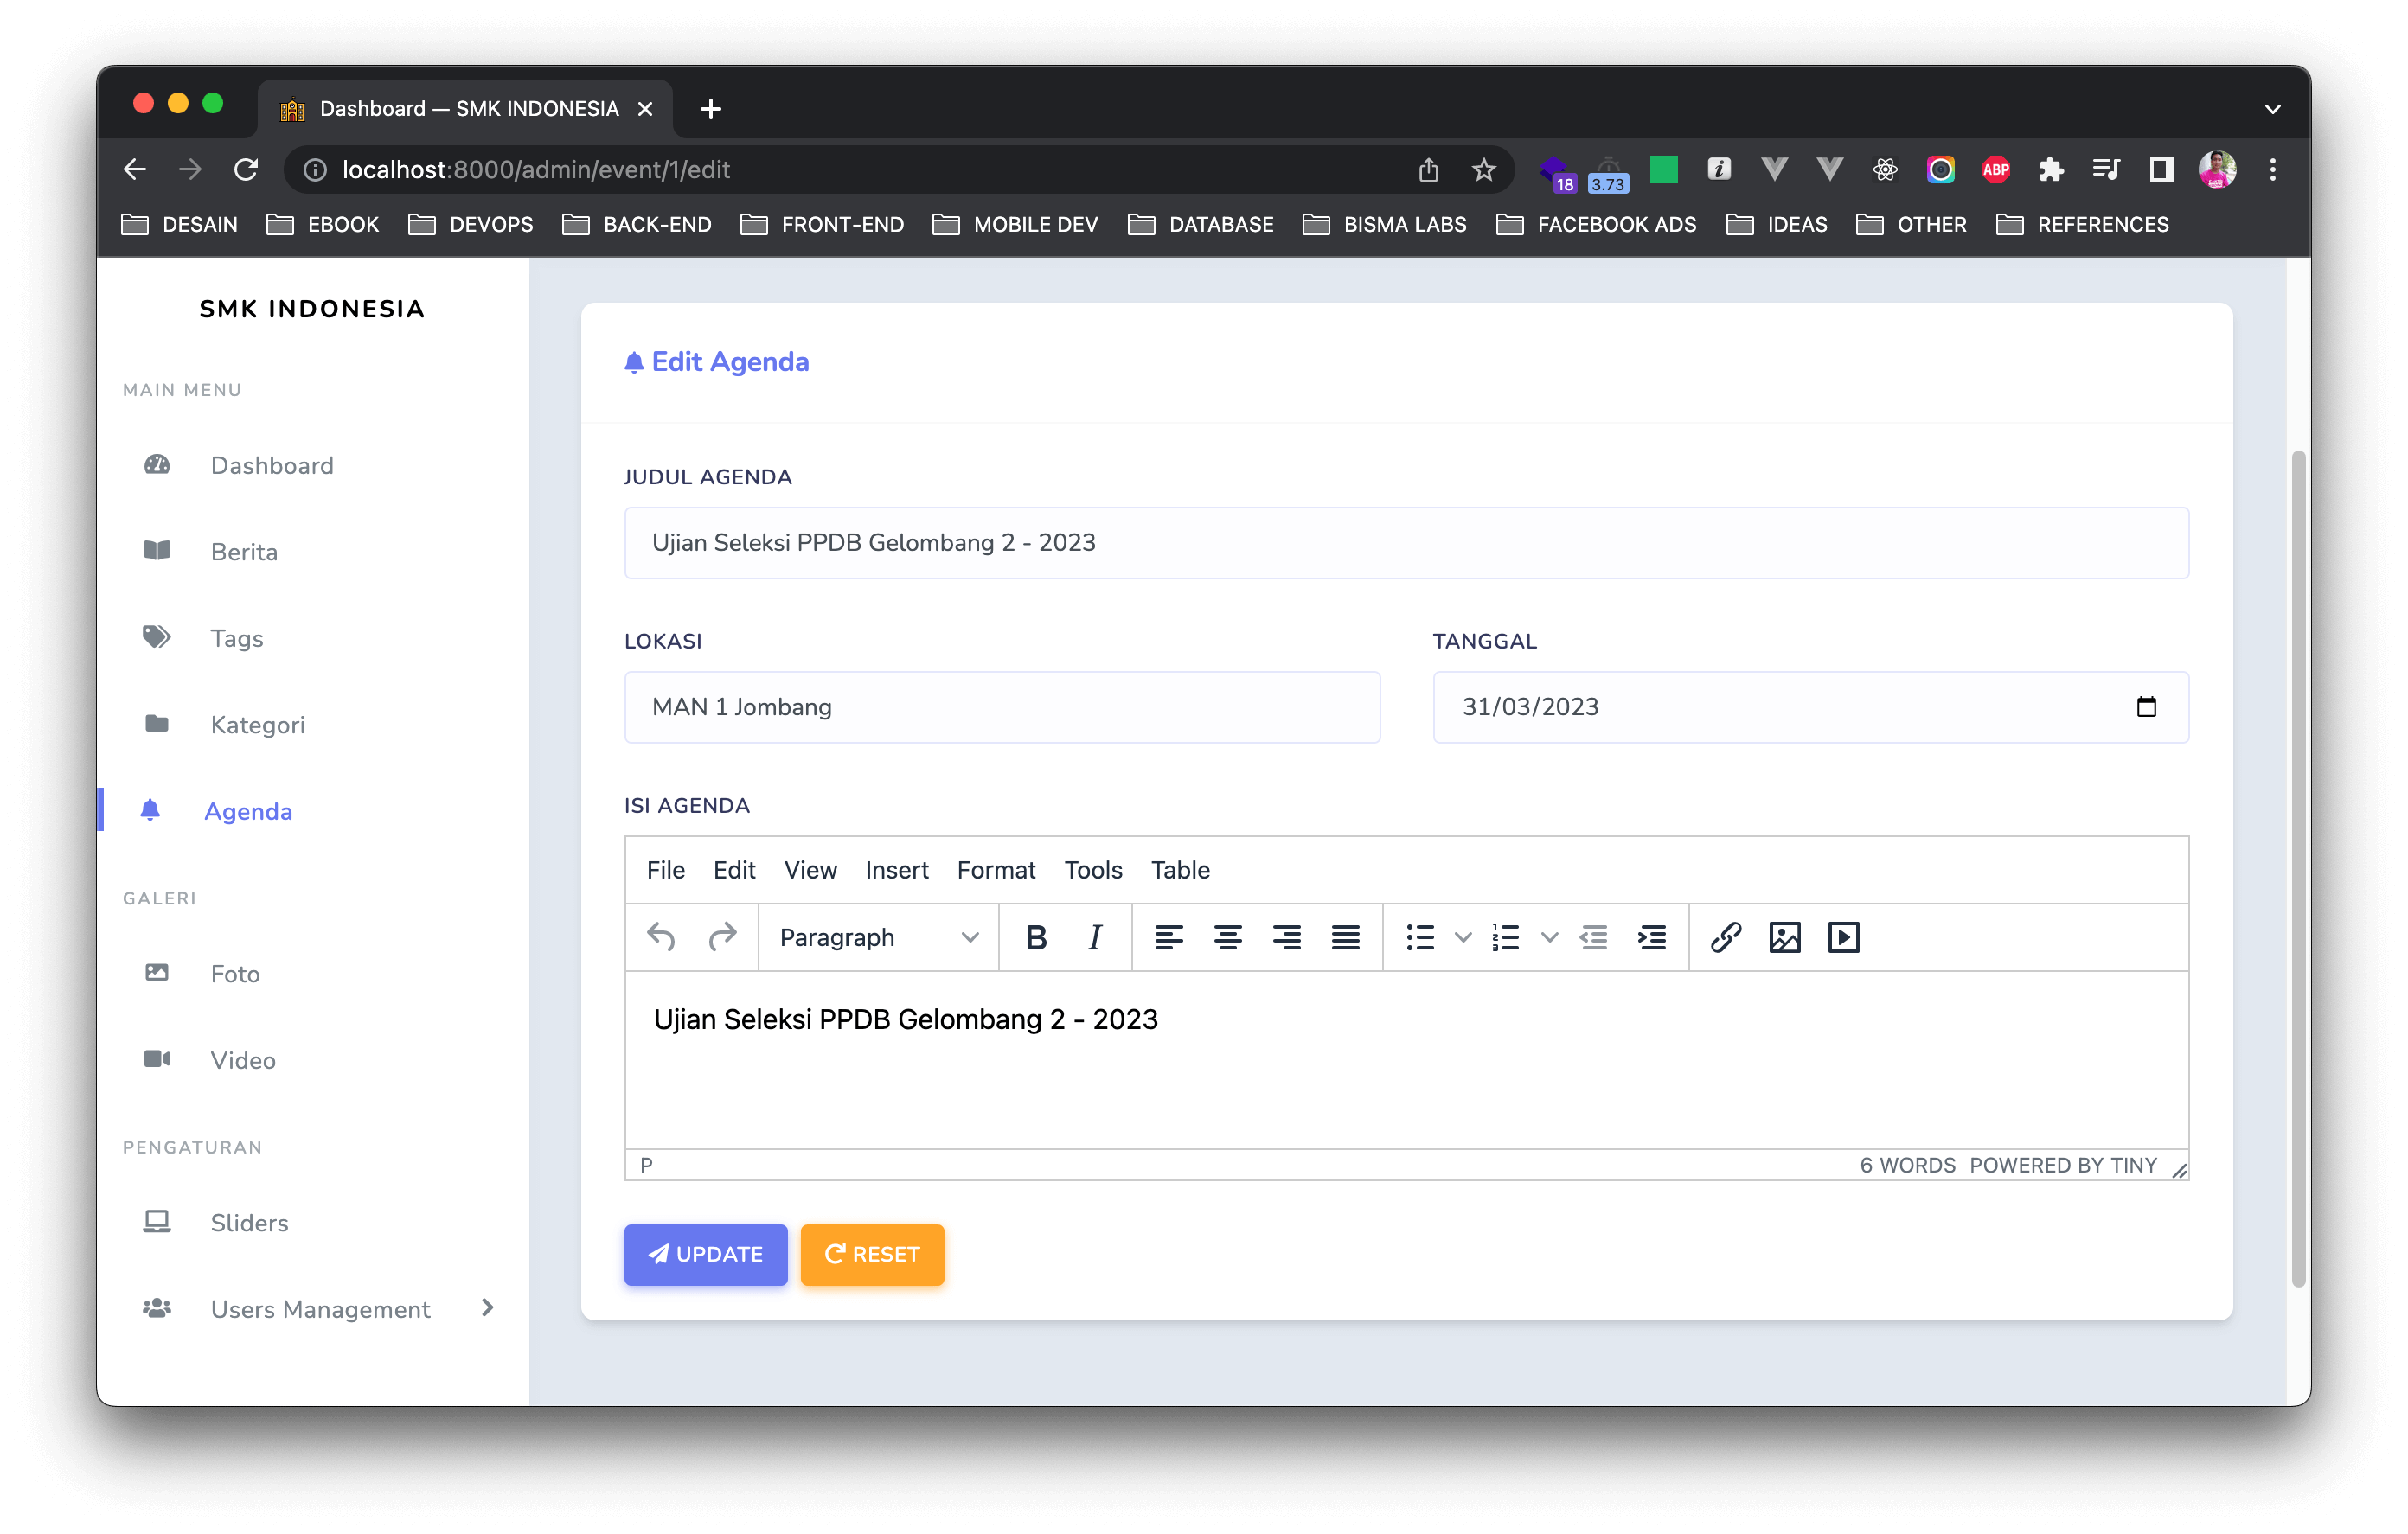 Dashboard — SMK INDONESIA
localhost:8000/admin/event/1/edit
18
3.73
ABP
DESAIN EBOOK DEVOPS BACK-END FRONT-END MOBILE DEV DATABASE BISMA LABS FACEBOOK ADS IDEAS OTHER REFERENCES
SMK INDONESIA
MAIN MENU
Dashboard
Berita
Tags
Kategori
Agenda
GALERI
Foto
Video
PENGATURAN
Sliders
Users Management
Edit Agenda
JUDUL AGENDA
Ujian Seleksi PPDB Gelombang 2 - 2023
LOKASI
MAN 1 Jombang
TANGGAL
31/03/2023
ISI AGENDA
File Edit View Insert Format Tools Table
Paragraph B I
Ujian Seleksi PPDB Gelombang 2 - 2023
P 6 WORDS POWERED BY TINY
UPDATE RESET